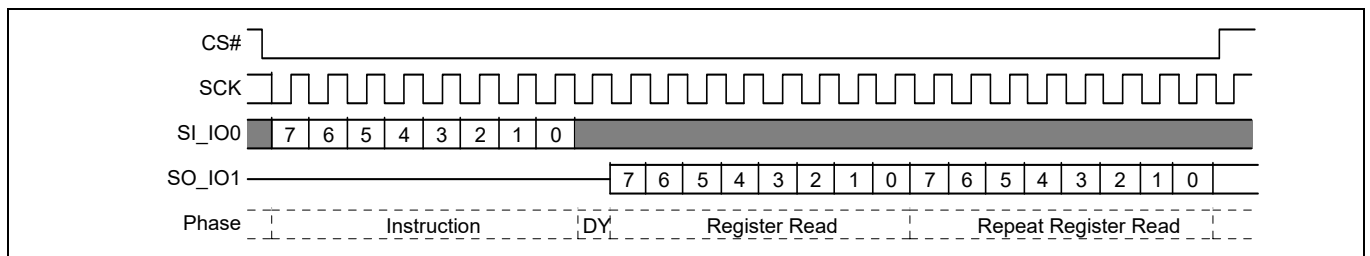 CS#
SCK
SI_IO0 7 6 5 4 3 2 1 0
SO_IO1 7 6 5 4 3 2 1 0 7 6 5 4 3 2 1 0
Phase Instruction DY Register Read Repeat Register Read